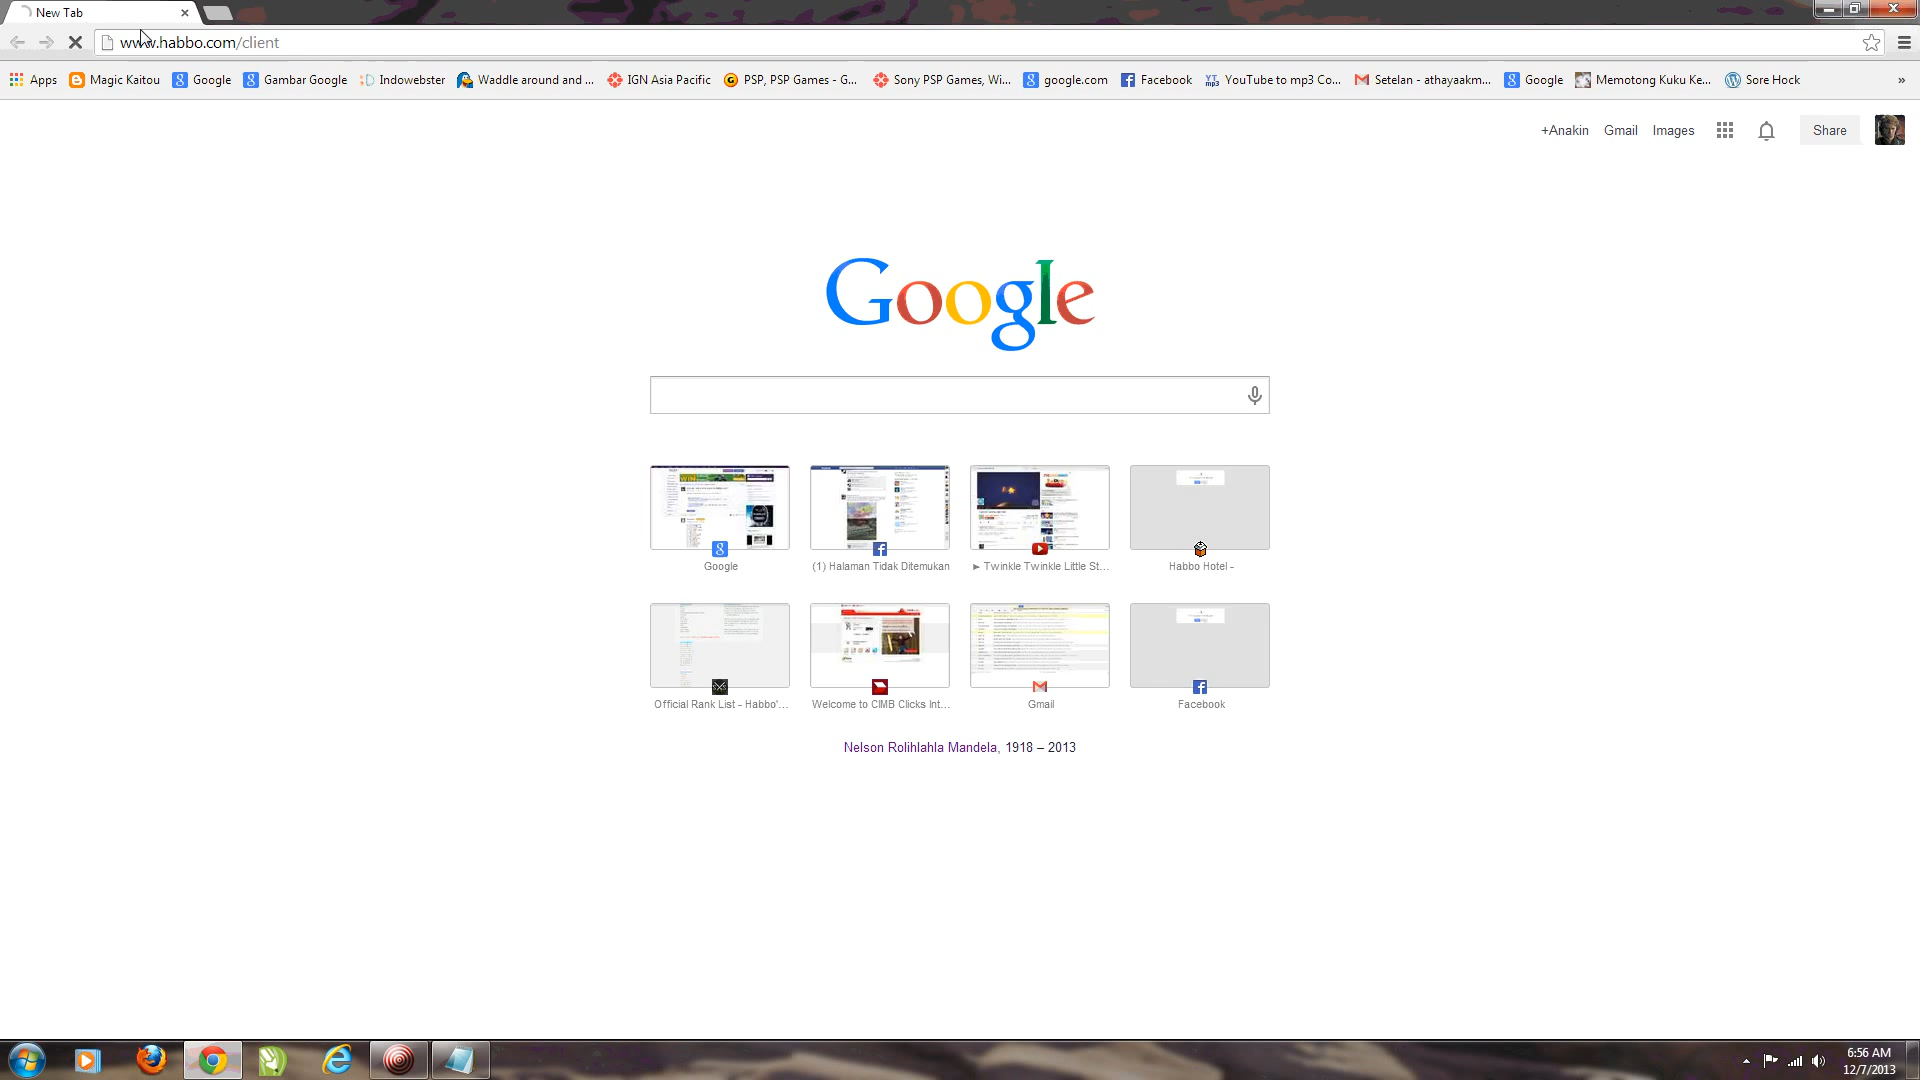 New Tab
www.habbo.com/client
Apps Magic Kaitou Google Gambar Google Indowebster Waddle around and ... IGN Asia Pacific PSP, PSP Games - G... Sony PSP Games, Wi... google.com Facebook YouTube to mp3 Co... Setelan - athayaakm... Google Memotong Kuku Ke... Sore Hock »
+Anakin Gmail Images Share
Google
Google (1) Halaman Tidak Ditemukan ► Twinkle Twinkle Little St... Habbo Hotel -
Official Rank List - Habbo'... Welcome to CIMB Clicks Int... Gmail Facebook
Nelson Rolihlahla Mandela, 1918 – 2013
6:56 AM
12/7/2013